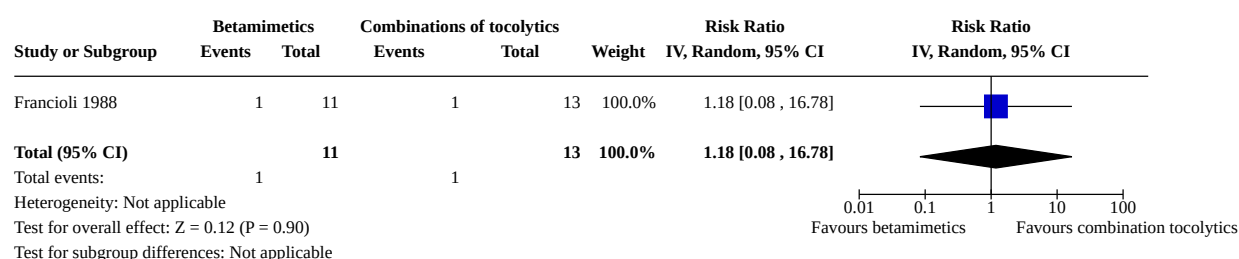 Betamimetics Combinations of tocolytics Risk Ratio Risk Ratio
Study or Subgroup Events Total Events Total Weight IV, Random, 95% CI IV, Random, 95% CI
Francioli 1988 1 11 1 13 100.0% 1.18 [0.08 , 16.78]
Total (95% CI) 11 13 100.0% 1.18 [0.08 , 16.78]
Total events: 1 1
Heterogeneity: Not applicable
0.01 0.1 1 10 100
Test for overall effect: Z = 0.12 (P = 0.90)
Favours betamimetics Favours combination tocolytics
Test for subgroup differences: Not applicable